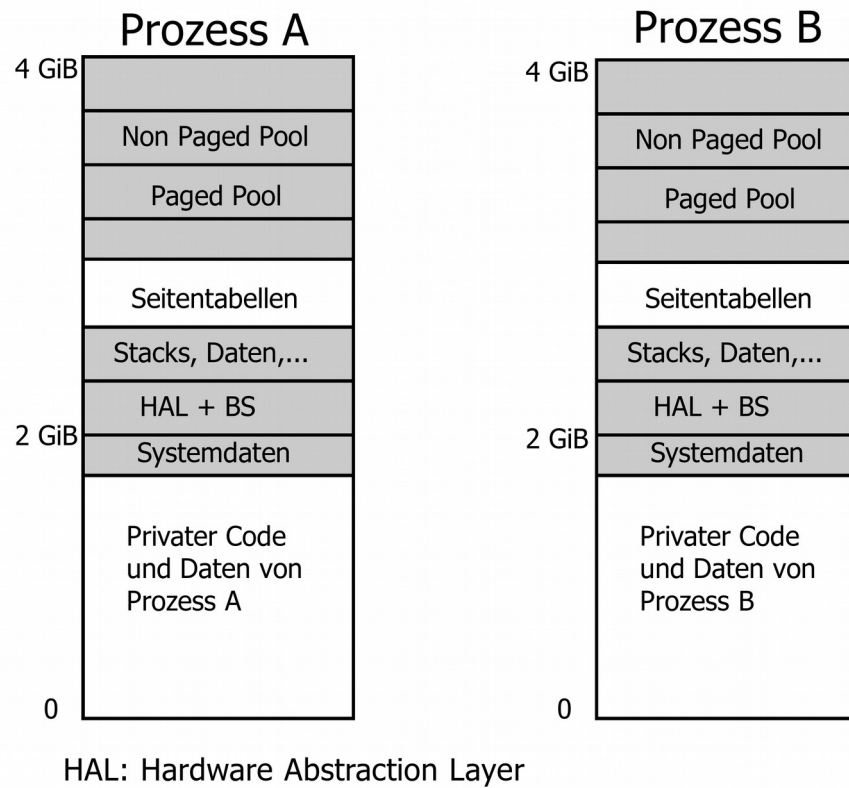 Prozess A
4 GiB
Non Paged Pool
Paged Pool
Seitentabellen
Stacks, Daten,...
HAL + BS
2 GiB
Systemdaten
Privater Code
und Daten von
Prozess A
0
Prozess B
4 GiB
Non Paged Pool
Paged Pool
Seitentabellen
Stacks, Daten,...
HAL + BS
2 GiB
Systemdaten
Privater Code
und Daten von
Prozess B
0
HAL: Hardware Abstraction Layer